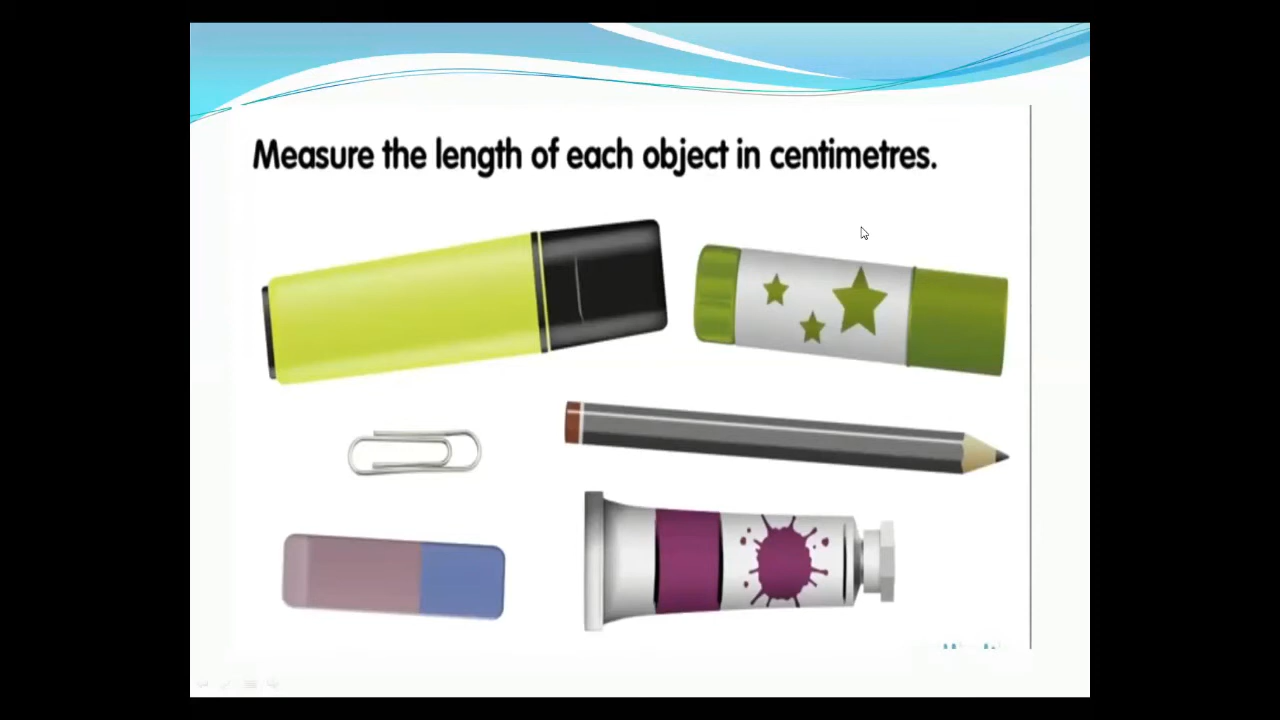 Measure the length of each object in centimetres.